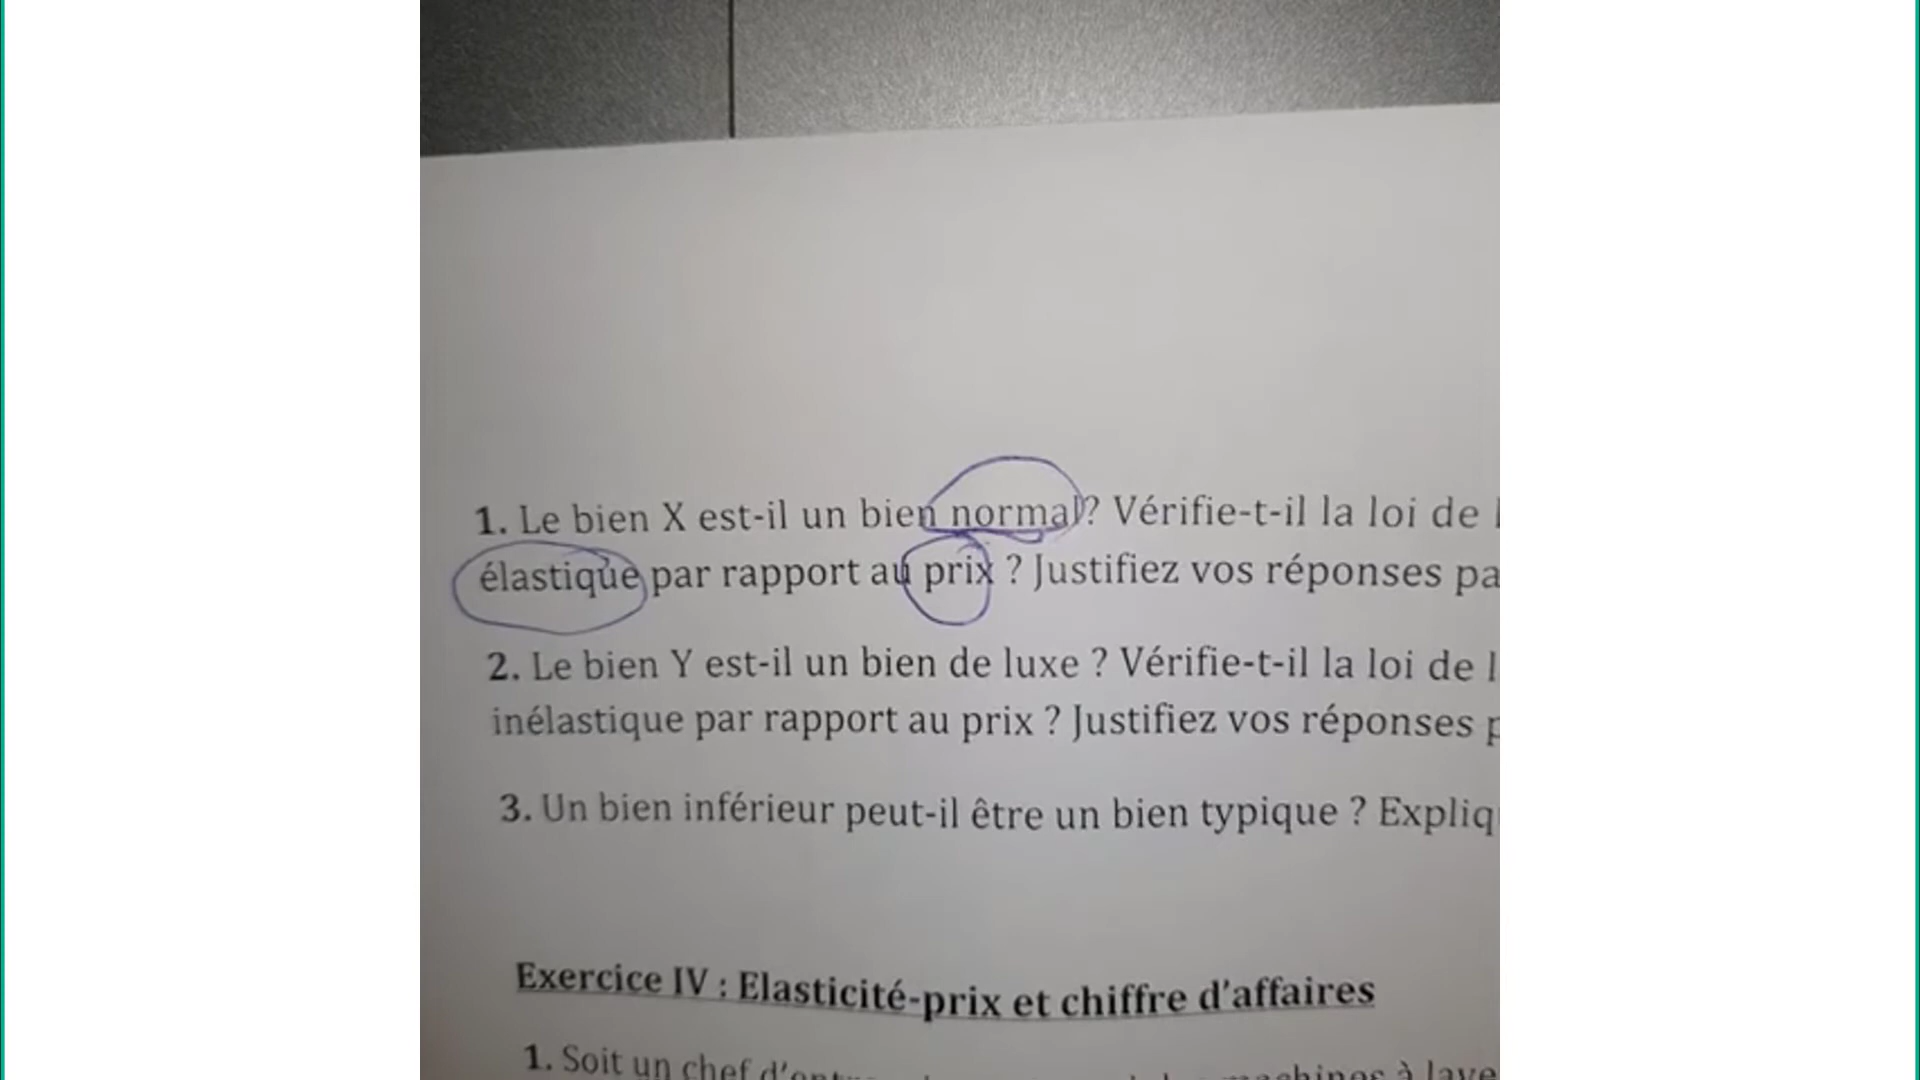 1. Le bien X est-il un bien normal? Vérifie-t-il la loi de
élastique par rapport au prix ? Justifiez vos réponses pa
2. Le bien Y est-il un bien de luxe ? Vérifie-t-il la loi de l
inélastique par rapport au prix ? Justifiez vos réponses p
3. Un bien inférieur peut-il être un bien typique ? Expliq
Exercice IV : Elasticité-prix et chiffre d'affaires
1. Soit un chef machines à lave